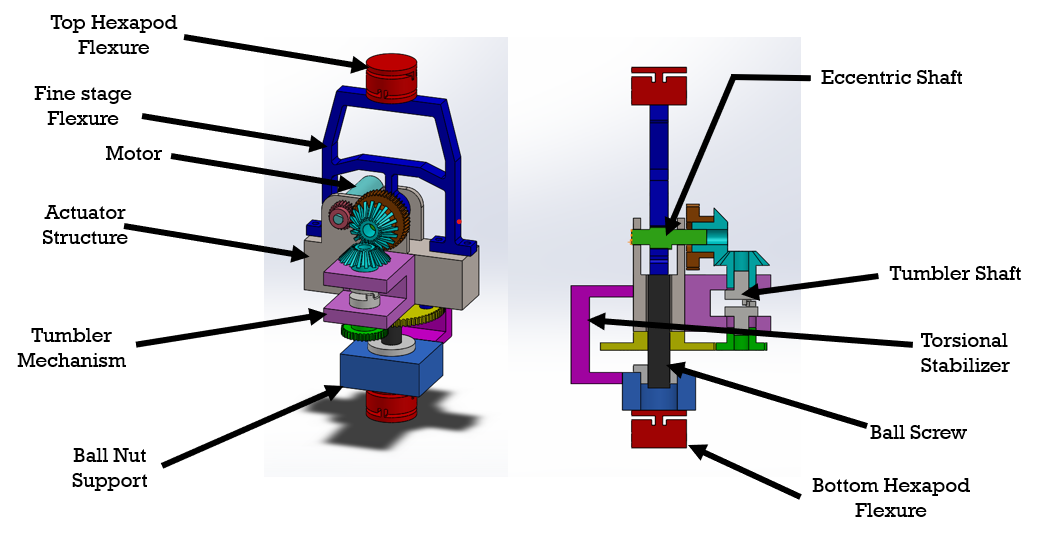 Top Hexapod
Flexure
Fine stage
Flexure
Motor
Actuator
Structure
Tumbler
Mechanism
Ball Nut
Support
Eccentric Shaft
Tumbler Shaft
Torsional
Stabilizer
Ball Screw
Bottom Hexapod
Flexure